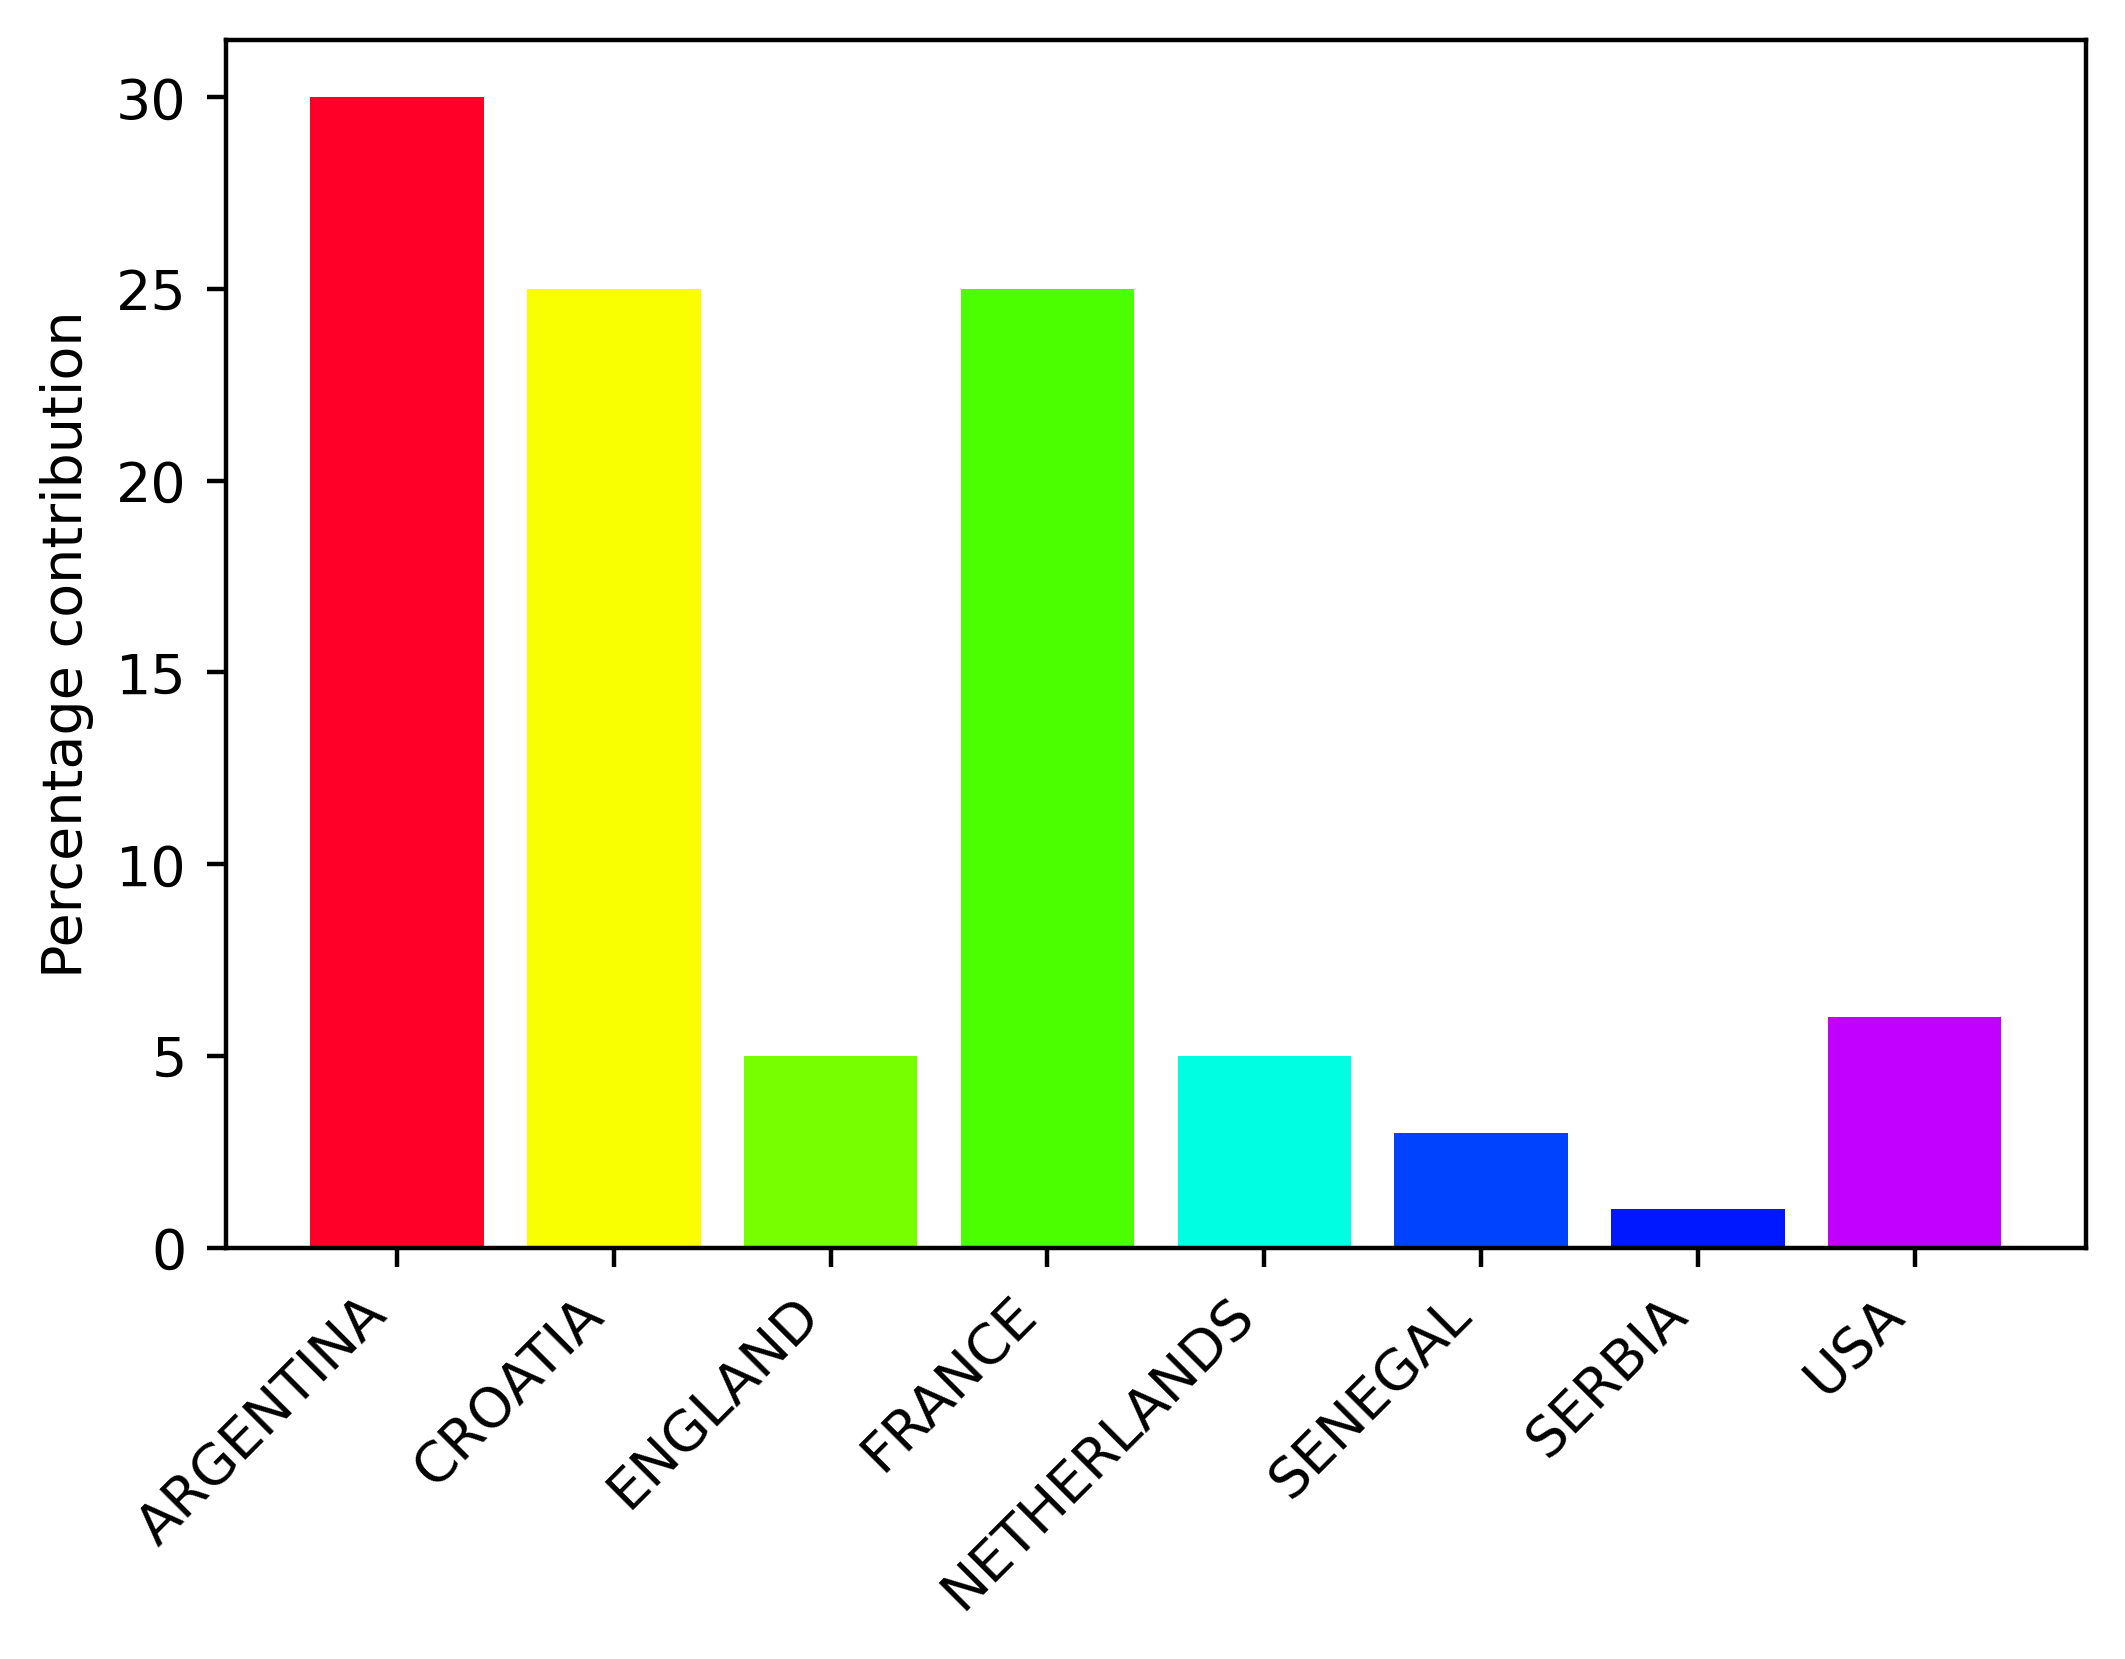 Percentage contribution
30
25
20
15
10
5
0
ARGENTINA
CROATIA
ENGLAND
FRANCE
NETHERLANDS
SENEGAL
SERBIA
USA